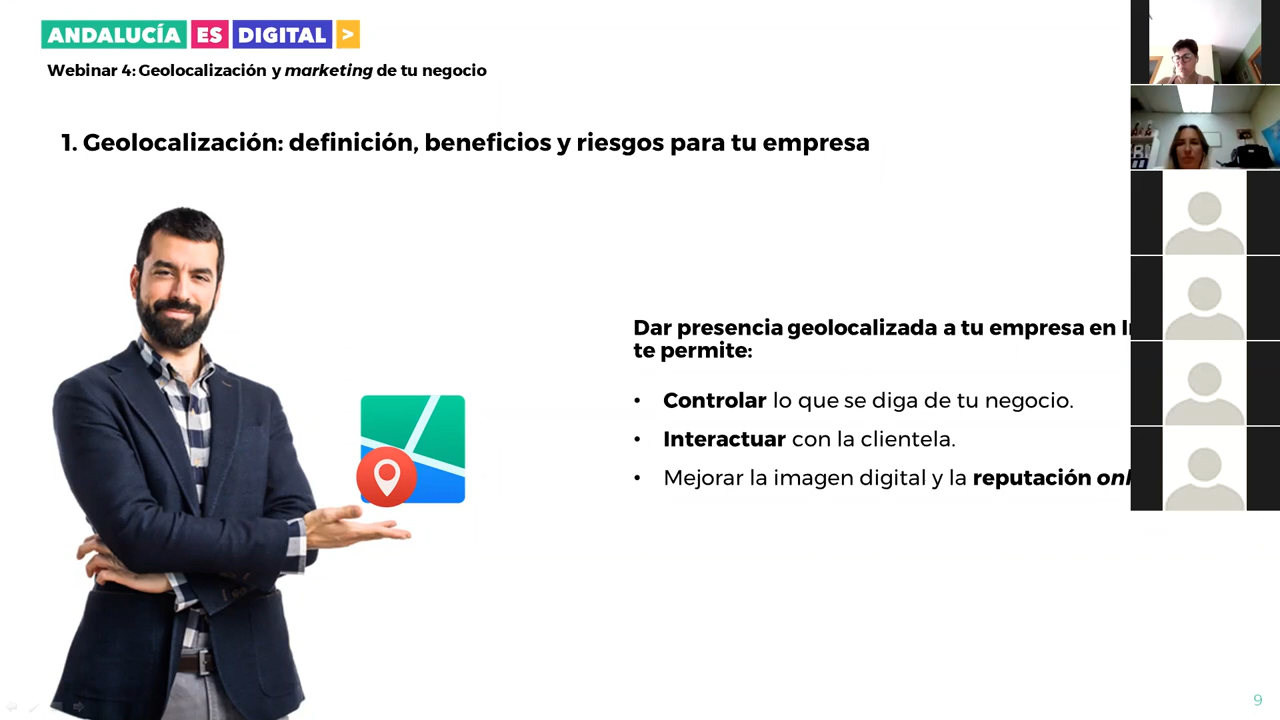 ANDALUCÍA ES DIGITAL >
Webinar 4: Geolocalización y marketing de tu negocio
1. Geolocalización: definición, beneficios y riesgos para tu empresa
Dar presencia geolocalizada a tu empresa en
te permite:
• Controlar lo que se diga de tu negocio.
• Interactuar con la clientela.
• Mejorar la imagen digital y la reputación
9